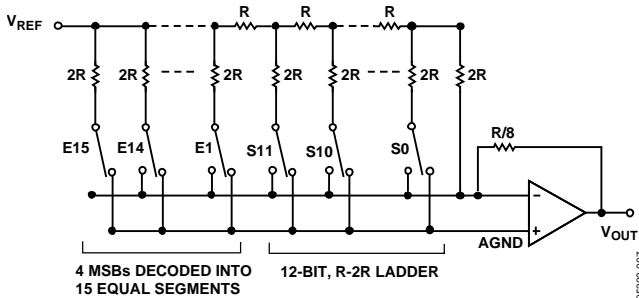 R R R
VREF
2R 2R 2R 2R 2R 2R 2R
R/8
E15 E14 E1 S11 S10 S0
−
+
VOUT
AGND
4 MSBs DECODED INTO
15 EQUAL SEGMENTS
12-BIT, R-2R LADDER